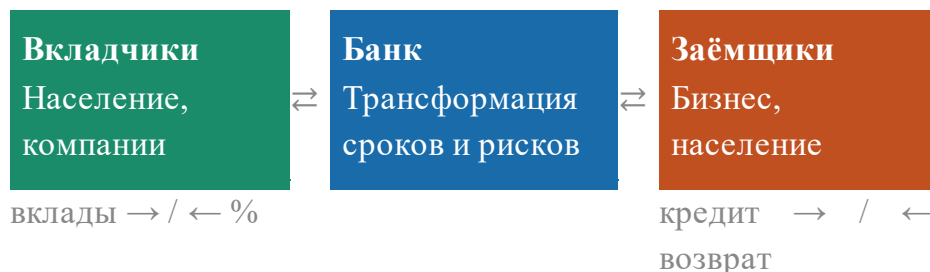 Вкладчики
Население,
компании
⇄
Банк
Трансформация
сроков и рисков
⇄
Заёмщики
Бизнес,
население
вклады → / ← %
кредит → / ←
возврат